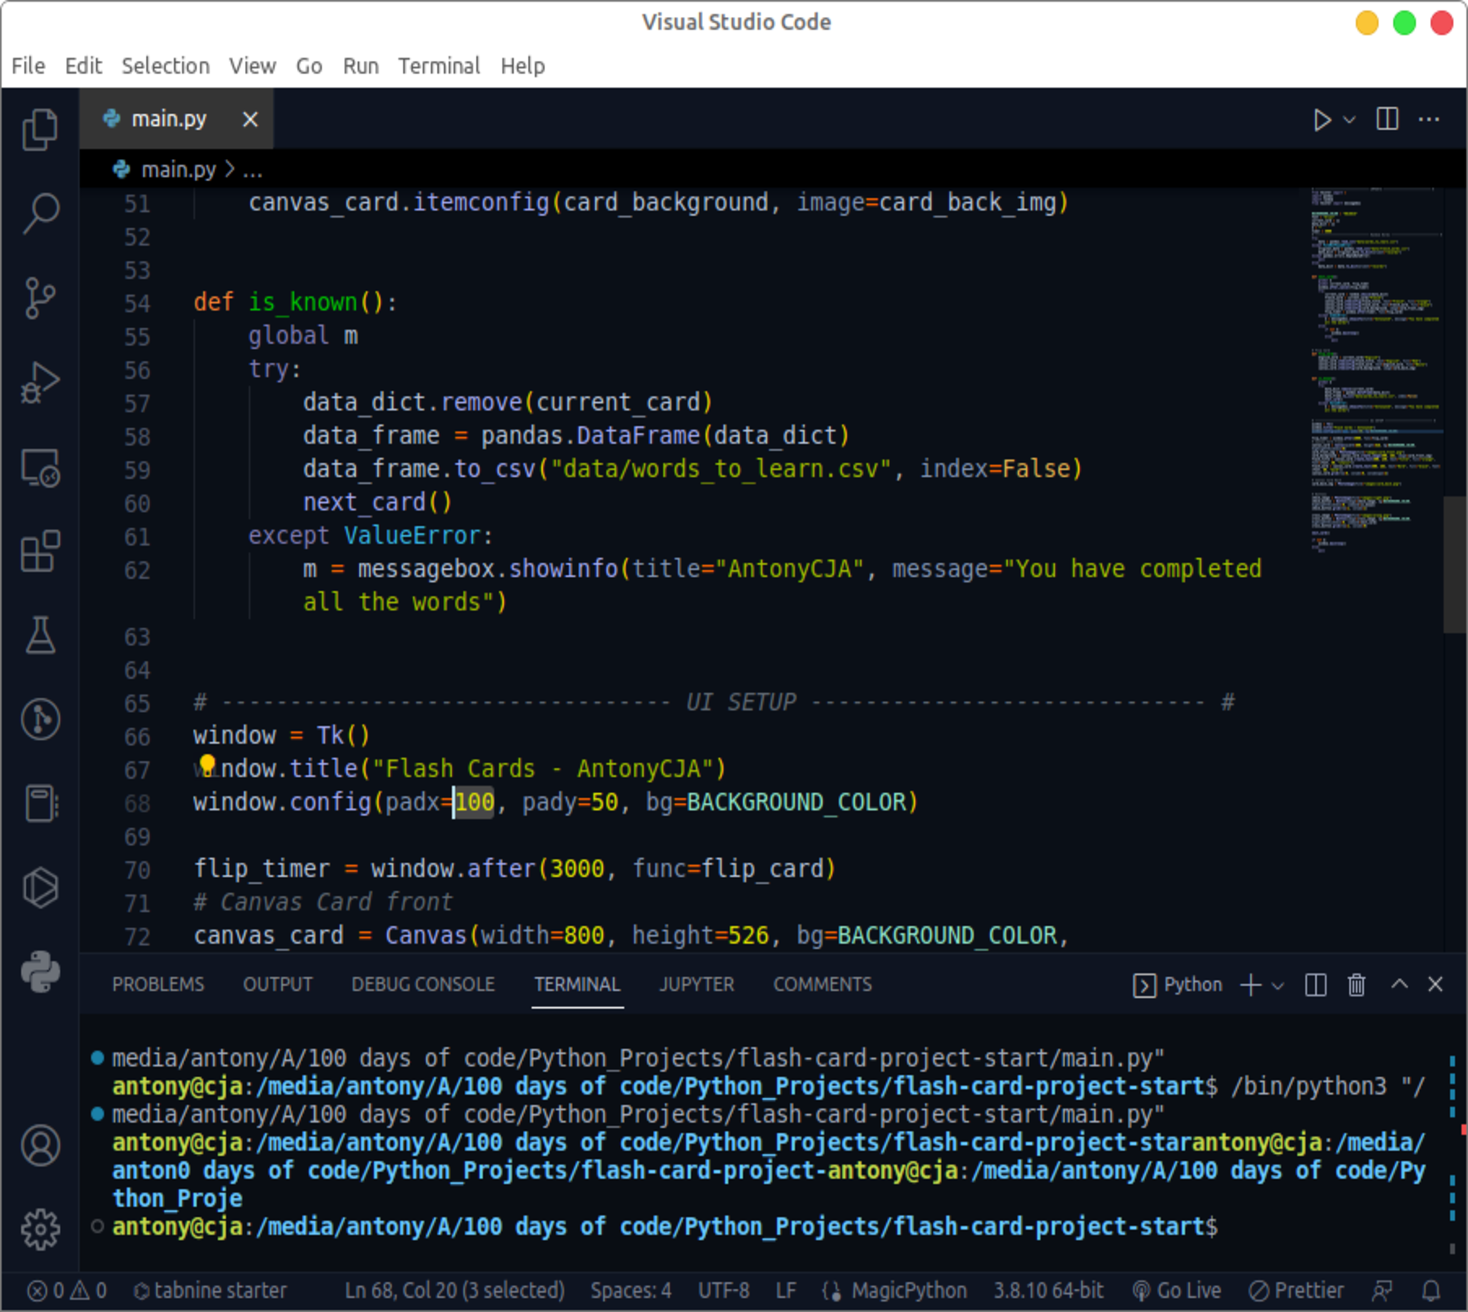 Visual Studio Code
File Edit Selection View Go Run Terminal Help
main.py
main.py > ...
51 canvas_card.itemconfig(card_background, image=card_back_img)
52
53
54 def is_known():
55 global m
56 try:
57 data_dict.remove(current_card)
58 data_frame = pandas.DataFrame(data_dict)
59 data_frame.to_csv("data/words_to_learn.csv", index=False)
60 next_card()
61 except ValueError:
62 m = messagebox.showinfo(title="AntonyCJA", message="You have completed
all the words")
63
64
65 # --------------------------------- UI SETUP ----------------------------- #
66 window = Tk()
67 window.title("Flash Cards - AntonyCJA")
68 window.config(padx=100, pady=50, bg=BACKGROUND_COLOR)
69
70 flip_timer = window.after(3000, func=flip_card)
71 # Canvas Card front
72 canvas_card = Canvas(width=800, height=526, bg=BACKGROUND_COLOR,
PROBLEMS OUTPUT DEBUG CONSOLE TERMINAL JUPYTER COMMENTS Python
media/antony/A/100 days of code/Python_Projects/flash-card-project-start/main.py"
antony@cja:/media/antony/A/100 days of code/Python_Projects/flash-card-project-start$ /bin/python3 "/
media/antony/A/100 days of code/Python_Projects/flash-card-project-start/main.py"
antony@cja:/media/antony/A/100 days of code/Python_Projects/flash-card-project-starantony@cja:/media/
anton0 days of code/Python_Projects/flash-card-project-antony@cja:/media/antony/A/100 days of code/Py
thon_Proje
antony@cja:/media/antony/A/100 days of code/Python_Projects/flash-card-project-start$
0 0 tabnine starter Ln 68, Col 20 (3 selected) Spaces: 4 UTF-8 LF MagicPython 3.8.10 64-bit Go Live Prettier